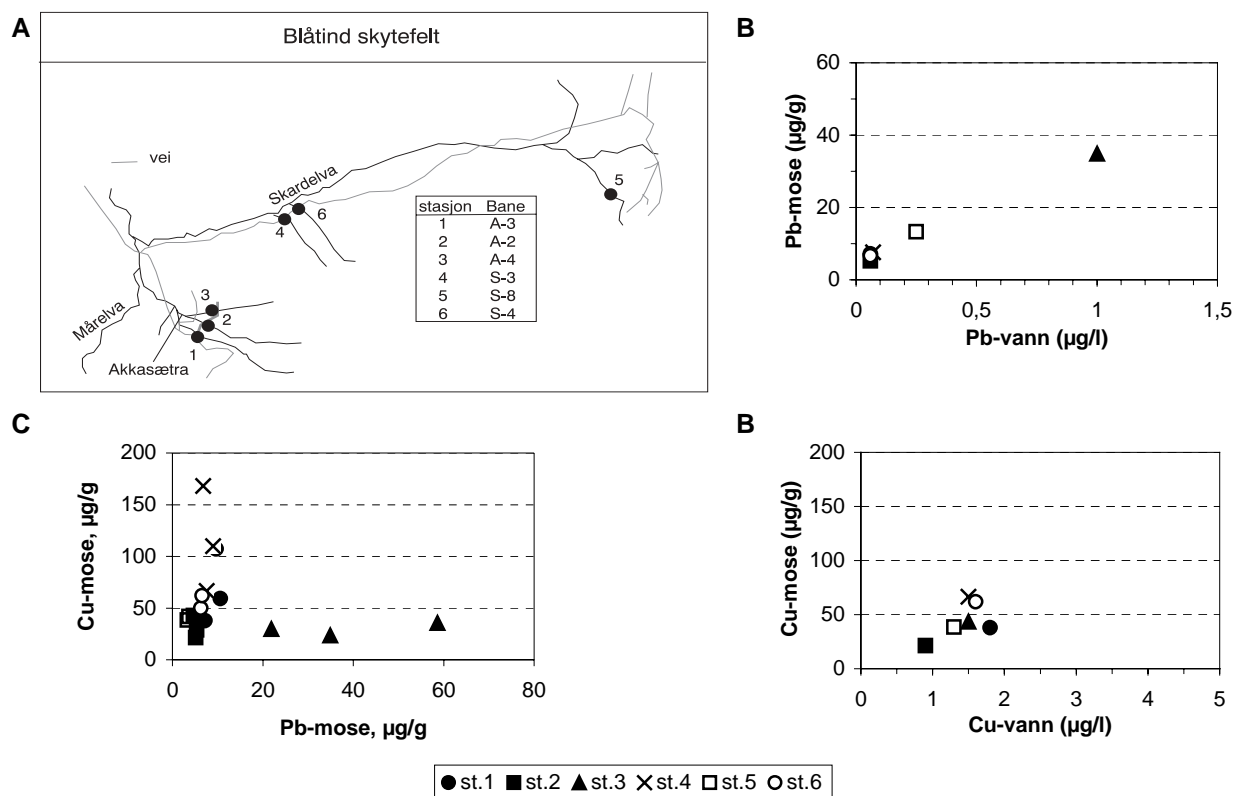 A
Blåtind skytefelt
vei
Skardelva
6
4
5
stasjon Bane
1 A-3
2 A-2
3 A-4
4 S-3
5 S-8
6 S-4
Mårelva
3
2
1
Akkasætra
B
Pb-mose (µg/g)
60
40
20
0
0 0,5 1 1,5
Pb-vann (µg/l)
C
Cu-mose, µg/g
200
150
100
50
0
0 20 40 60 80
Pb-mose, µg/g
B
Cu-mose (µg/g)
200
150
100
50
0
0 1 2 3 4 5
Cu-vann (µg/l)
st.1 st.2 st.3 st.4 st.5 st.6